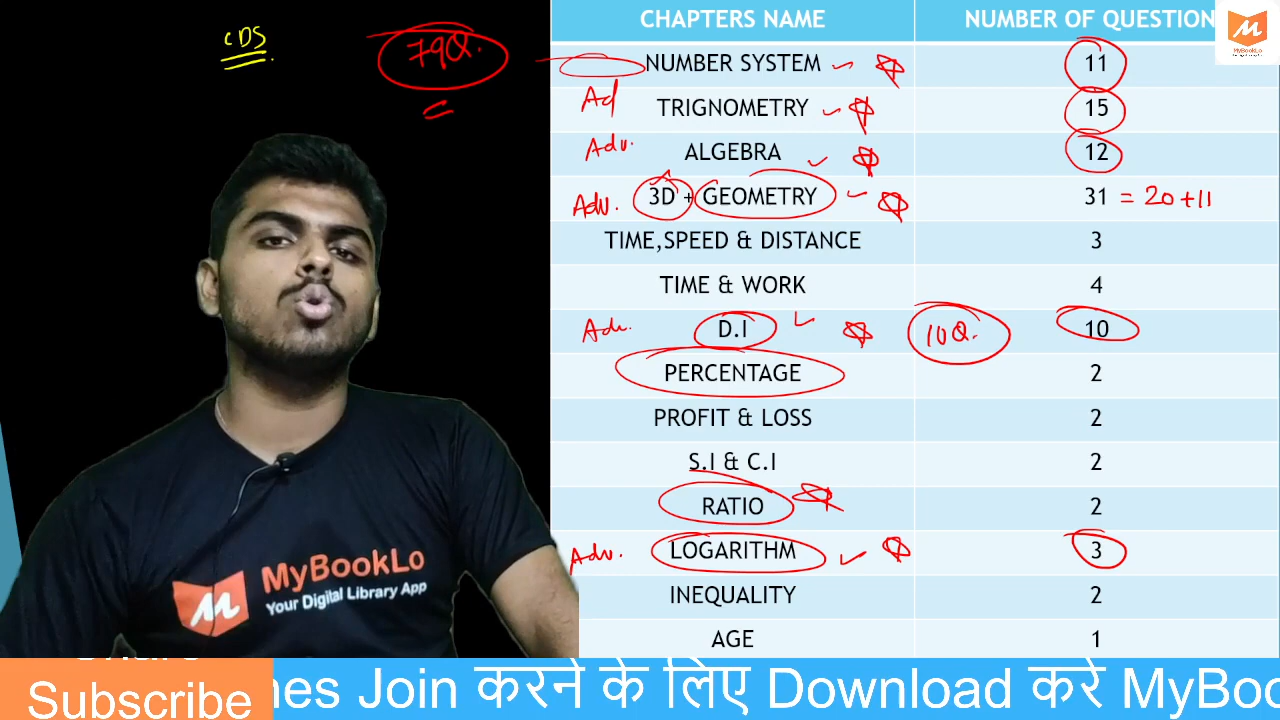 CDS
79Q.
CHAPTERS NAME NUMBER OF QUESTION
MyBookLo
NUMBER SYSTEM 11
Ad TRIGNOMETRY 15
Adv. ALGEBRA 12
Adv. 3D + GEOMETRY 31 = 20+11
TIME,SPEED & DISTANCE 3
TIME & WORK 4
Adv. D.I 10Q. 10
PERCENTAGE 2
PROFIT & LOSS 2
S.I & C.I 2
RATIO 2
Adv. LOGARITHM 3
INEQUALITY 2
AGE 1
MyBookLo
Your Digital Library App
Subscribe
Join करने के लिए Download करे MyBoo